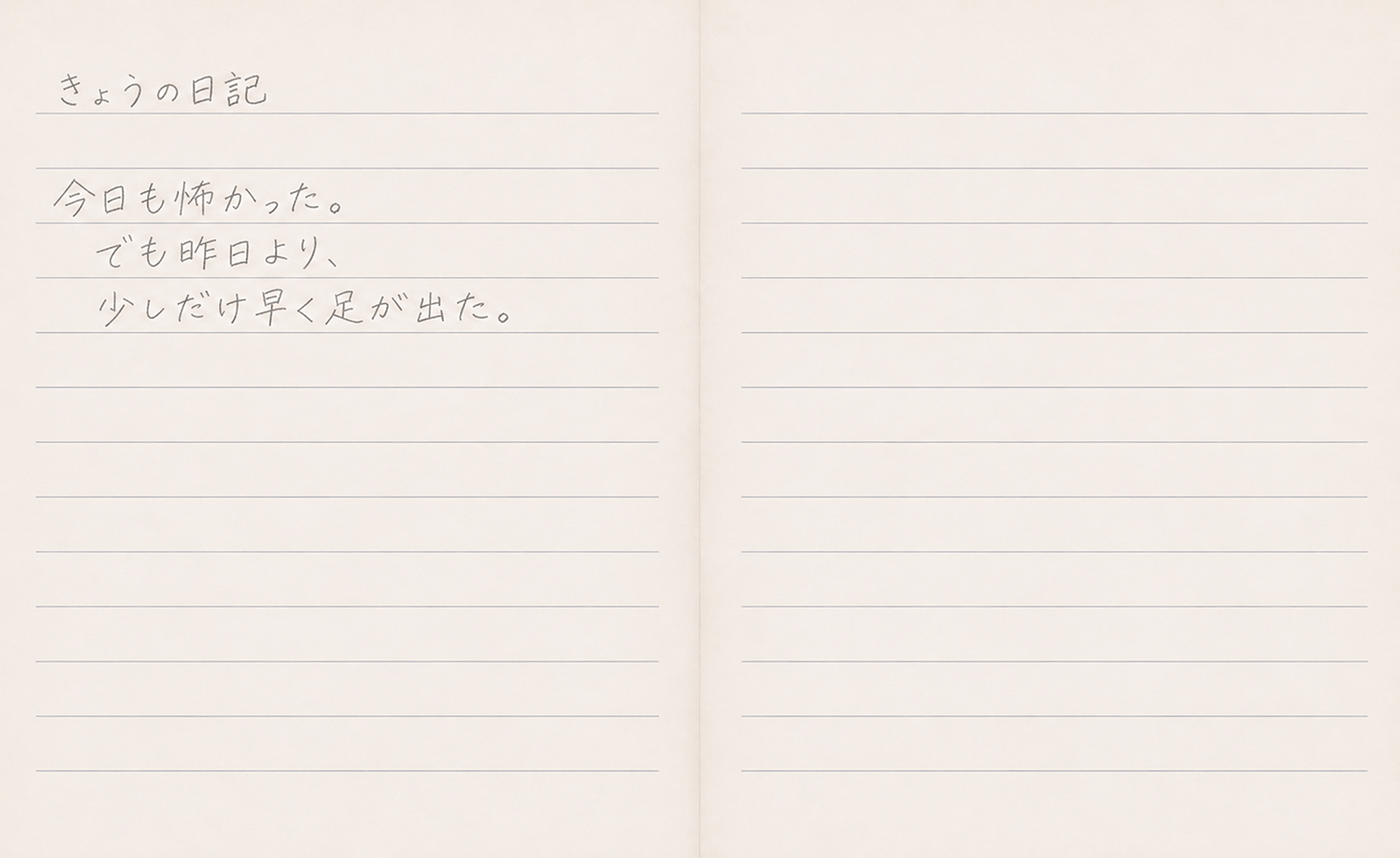 きょうの日記
今日も怖かった。
でも昨日より、
少しだけ早く足が出た。